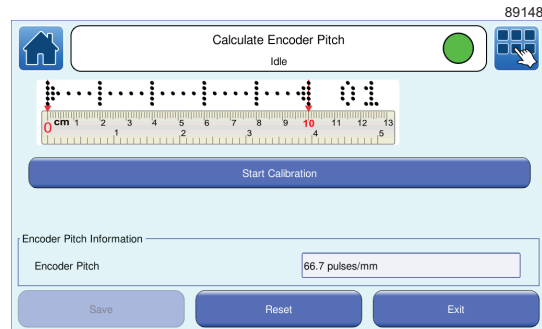 89148
Calculate Encoder Pitch
Idle
01
0 cm 1 2 3 4 5 6 7 8 9 10 11 12 13
1 2 3 4 5
Start Calibration
Encoder Pitch Information
Encoder Pitch 66.7 pulses/mm
Save Reset Exit